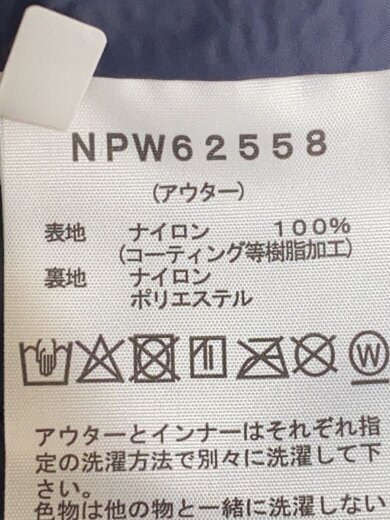 NPW62558
(アウター)
表地 ナイロン 100%
(コーティング等樹脂加工)
裏地 ナイロン
ポリエステル
W
アウターとインナーはそれぞれ指
定の洗濯方法で別々に洗濯して下
さい。
色物は他の物と一緒に洗濯しない